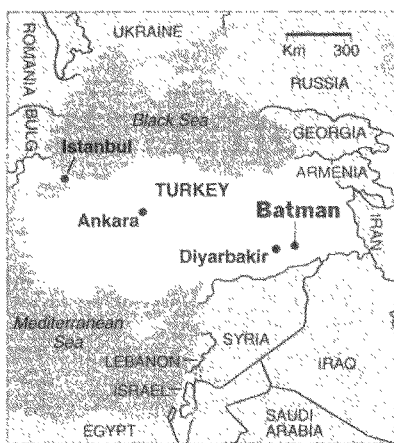 UKRAINE
Km 300
ROMANIA
RUSSIA
BULG
Black Sea
GEORGIA
Istanbul
ARMENIA
TURKEY
Batman
Ankara
IRAN
Diyarbakir
Mediterranean
Sea
SYRIA
LEBANON
IRAQ
ISRAEL
EGYPT
SAUDI
ARABIA